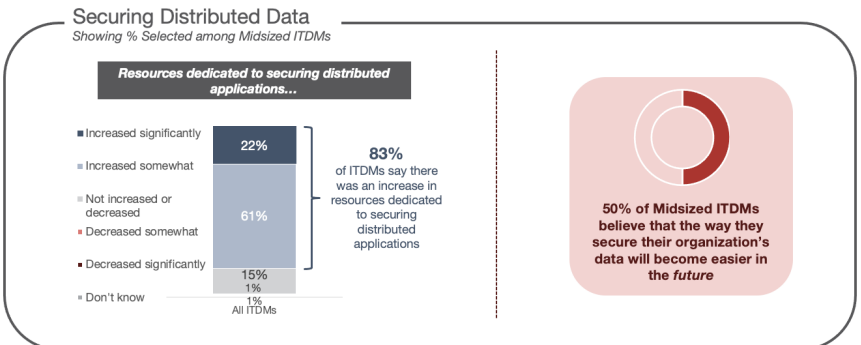 Securing Distributed Data
Showing % Selected among Midsized ITDMs
Resources dedicated to securing distributed
applications...
Increased significantly
Increased somewhat
Not increased or
decreased
Decreased somewhat
Decreased significantly
Don't know
22%
61%
15%
1%
1%
All ITDMs
83%
of ITDMs say there
was an increase in
resources dedicated
to securing
distributed
applications
50% of Midsized ITDMs
believe that the way they
secure their organization's
data will become easier in
the future